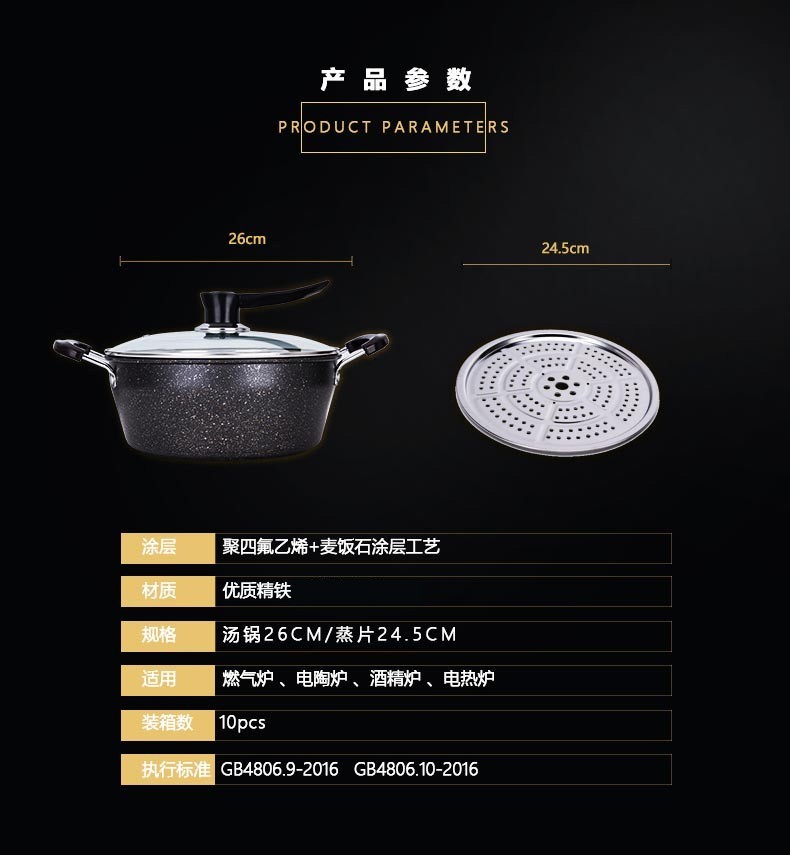 产品参数
PRODUCT PARAMETERS
26cm
24.5cm
涂层 聚四氟乙烯+麦饭石涂层工艺
材质 优质精铁
规格 汤锅26CM/蒸片24.5CM
适用 燃气炉、电陶炉、酒精炉、电热炉
装箱数 10pcs
执行标准 GB4806.9-2016 GB4806.10-2016